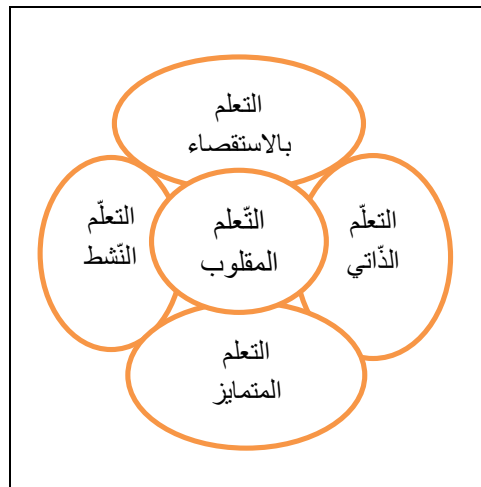 التعلم
بالاستقصاء
التعلّم
الذّاتي
التّعلم
المقلوب
التعلّم
النّشط
التعلم
المتمايز